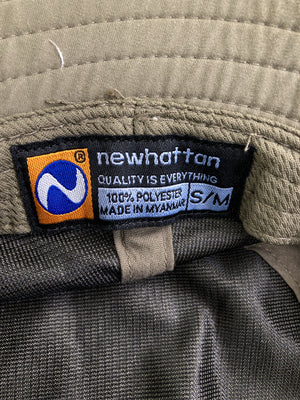 ®
newhattan
QUALITY IS EVERYTHING
100% POLYESTER
MADE IN MYANMAR
S/M